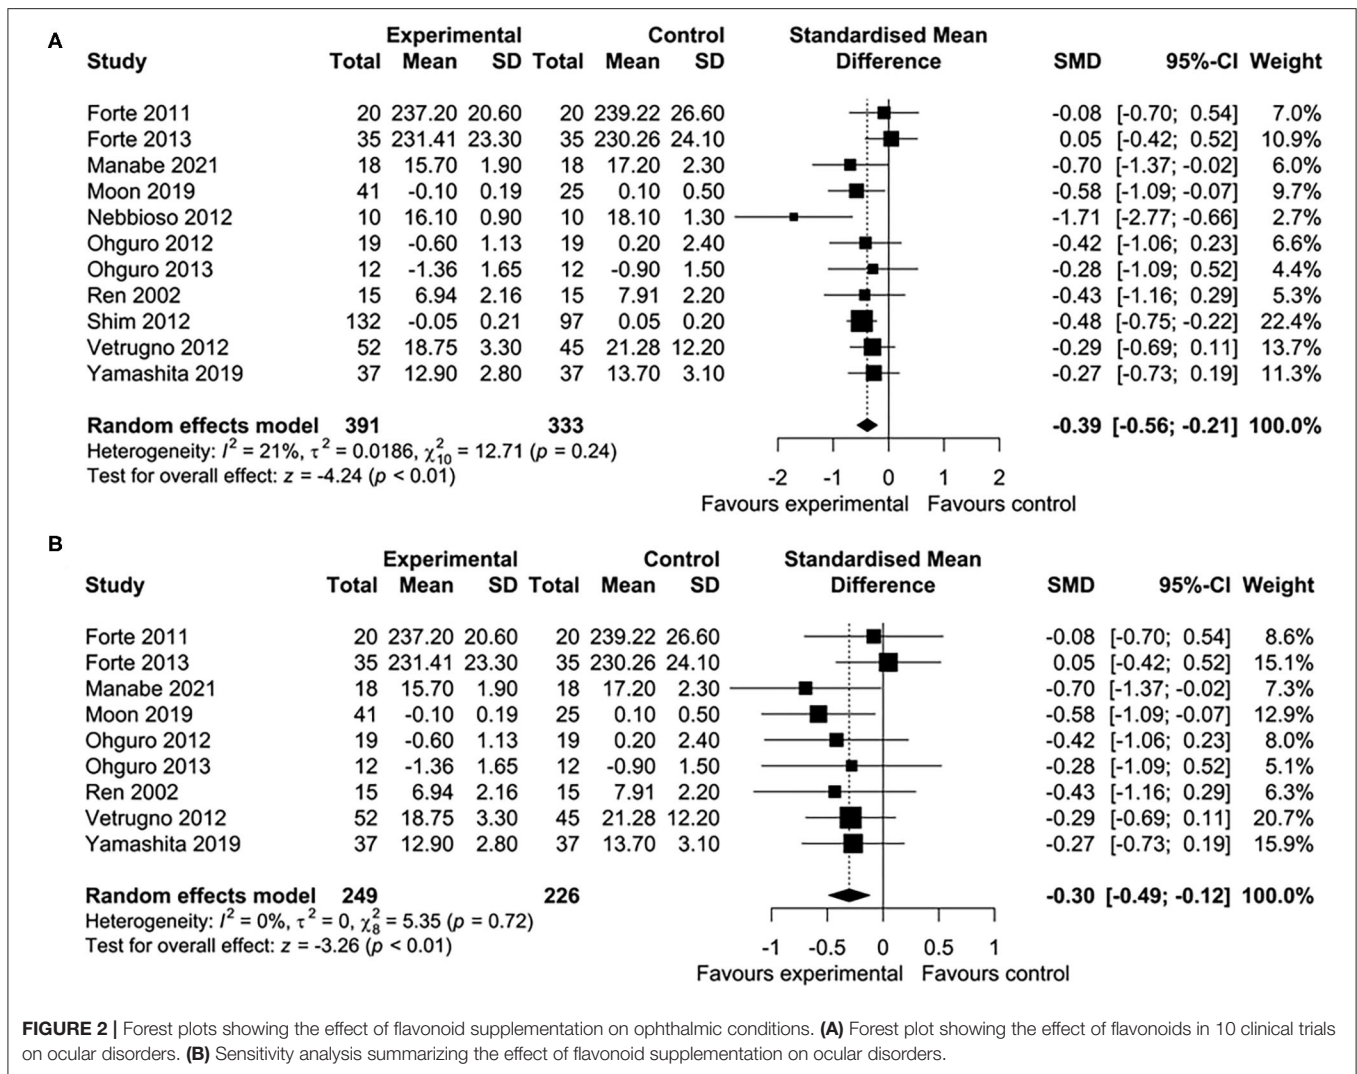 A
Experimental Control Standardised Mean
Study Total Mean SD Total Mean SD Difference SMD 95%-CI Weight
Forte 2011 20 237.20 20.60 20 239.22 26.60 -0.08 [-0.70; 0.54] 7.0%
Forte 2013 35 231.41 23.30 35 230.26 24.10 0.05 [-0.42; 0.52] 10.9%
Manabe 2021 18 15.70 1.90 18 17.20 2.30 -0.70 [-1.37; -0.02] 6.0%
Moon 2019 41 -0.10 0.19 25 0.10 0.50 -0.58 [-1.09; -0.07] 9.7%
Nebbioso 2012 10 16.10 0.90 10 18.10 1.30 -1.71 [-2.77; -0.66] 2.7%
Ohguro 2012 19 -0.60 1.13 19 0.20 2.40 -0.42 [-1.06; 0.23] 6.6%
Ohguro 2013 12 -1.36 1.65 12 -0.90 1.50 -0.28 [-1.09; 0.52] 4.4%
Ren 2002 15 6.94 2.16 15 7.91 2.20 -0.43 [-1.16; 0.29] 5.3%
Shim 2012 132 -0.05 0.21 97 0.05 0.20 -0.48 [-0.75; -0.22] 22.4%
Vetrugno 2012 52 18.75 3.30 45 21.28 12.20 -0.29 [-0.69; 0.11] 13.7%
Yamashita 2019 37 12.90 2.80 37 13.70 3.10 -0.27 [-0.73; 0.19] 11.3%
Random effects model 391 333 -0.39 [-0.56; -0.21] 100.0%
Heterogeneity: I² = 21%, τ² = 0.0186, χ²₁₀ = 12.71 (p = 0.24)
Test for overall effect: z = -4.24 (p < 0.01)
-2 -1 0 1 2
Favours experimental Favours control
B
Experimental Control Standardised Mean
Study Total Mean SD Total Mean SD Difference SMD 95%-CI Weight
Forte 2011 20 237.20 20.60 20 239.22 26.60 -0.08 [-0.70; 0.54] 8.6%
Forte 2013 35 231.41 23.30 35 230.26 24.10 0.05 [-0.42; 0.52] 15.1%
Manabe 2021 18 15.70 1.90 18 17.20 2.30 -0.70 [-1.37; -0.02] 7.3%
Moon 2019 41 -0.10 0.19 25 0.10 0.50 -0.58 [-1.09; -0.07] 12.9%
Ohguro 2012 19 -0.60 1.13 19 0.20 2.40 -0.42 [-1.06; 0.23] 8.0%
Ohguro 2013 12 -1.36 1.65 12 -0.90 1.50 -0.28 [-1.09; 0.52] 5.1%
Ren 2002 15 6.94 2.16 15 7.91 2.20 -0.43 [-1.16; 0.29] 6.3%
Vetrugno 2012 52 18.75 3.30 45 21.28 12.20 -0.29 [-0.69; 0.11] 20.7%
Yamashita 2019 37 12.90 2.80 37 13.70 3.10 -0.27 [-0.73; 0.19] 15.9%
Random effects model 249 226 -0.30 [-0.49; -0.12] 100.0%
Heterogeneity: I² = 0%, τ² = 0, χ²₈ = 5.35 (p = 0.72)
Test for overall effect: z = -3.26 (p < 0.01)
-1 -0.5 0 0.5 1
Favours experimental Favours control
FIGURE 2 | Forest plots showing the effect of flavonoid supplementation on ophthalmic conditions. (A) Forest plot showing the effect of flavonoids in 10 clinical trials
on ocular disorders. (B) Sensitivity analysis summarizing the effect of flavonoid supplementation on ocular disorders.